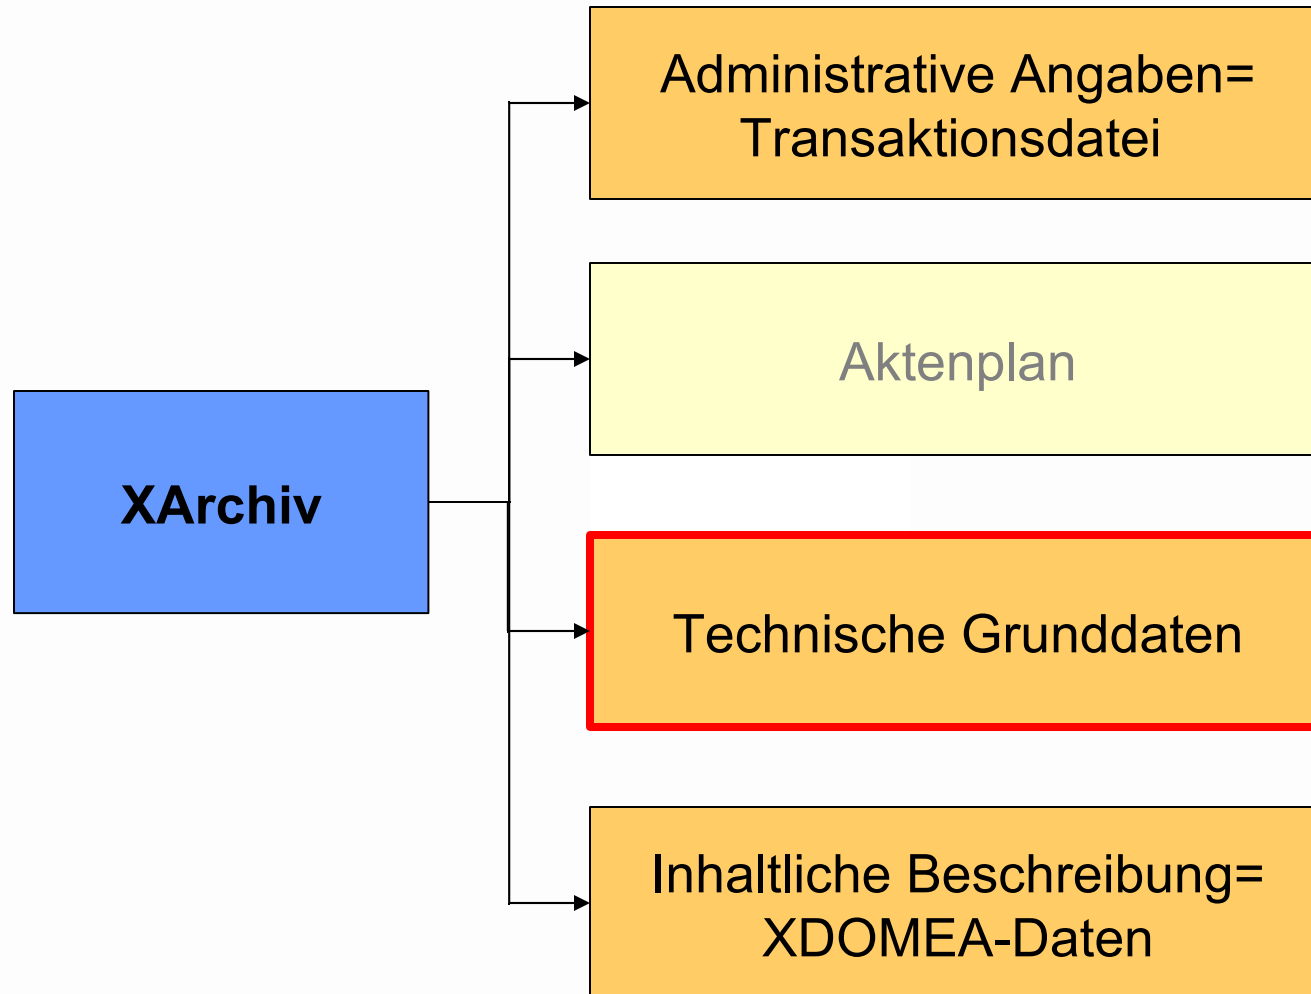 Administrative Angaben=
Transaktionsdatei
Aktenplan
XArchiv
Technische Grunddaten
Inhaltliche Beschreibung=
XDOMEA-Daten